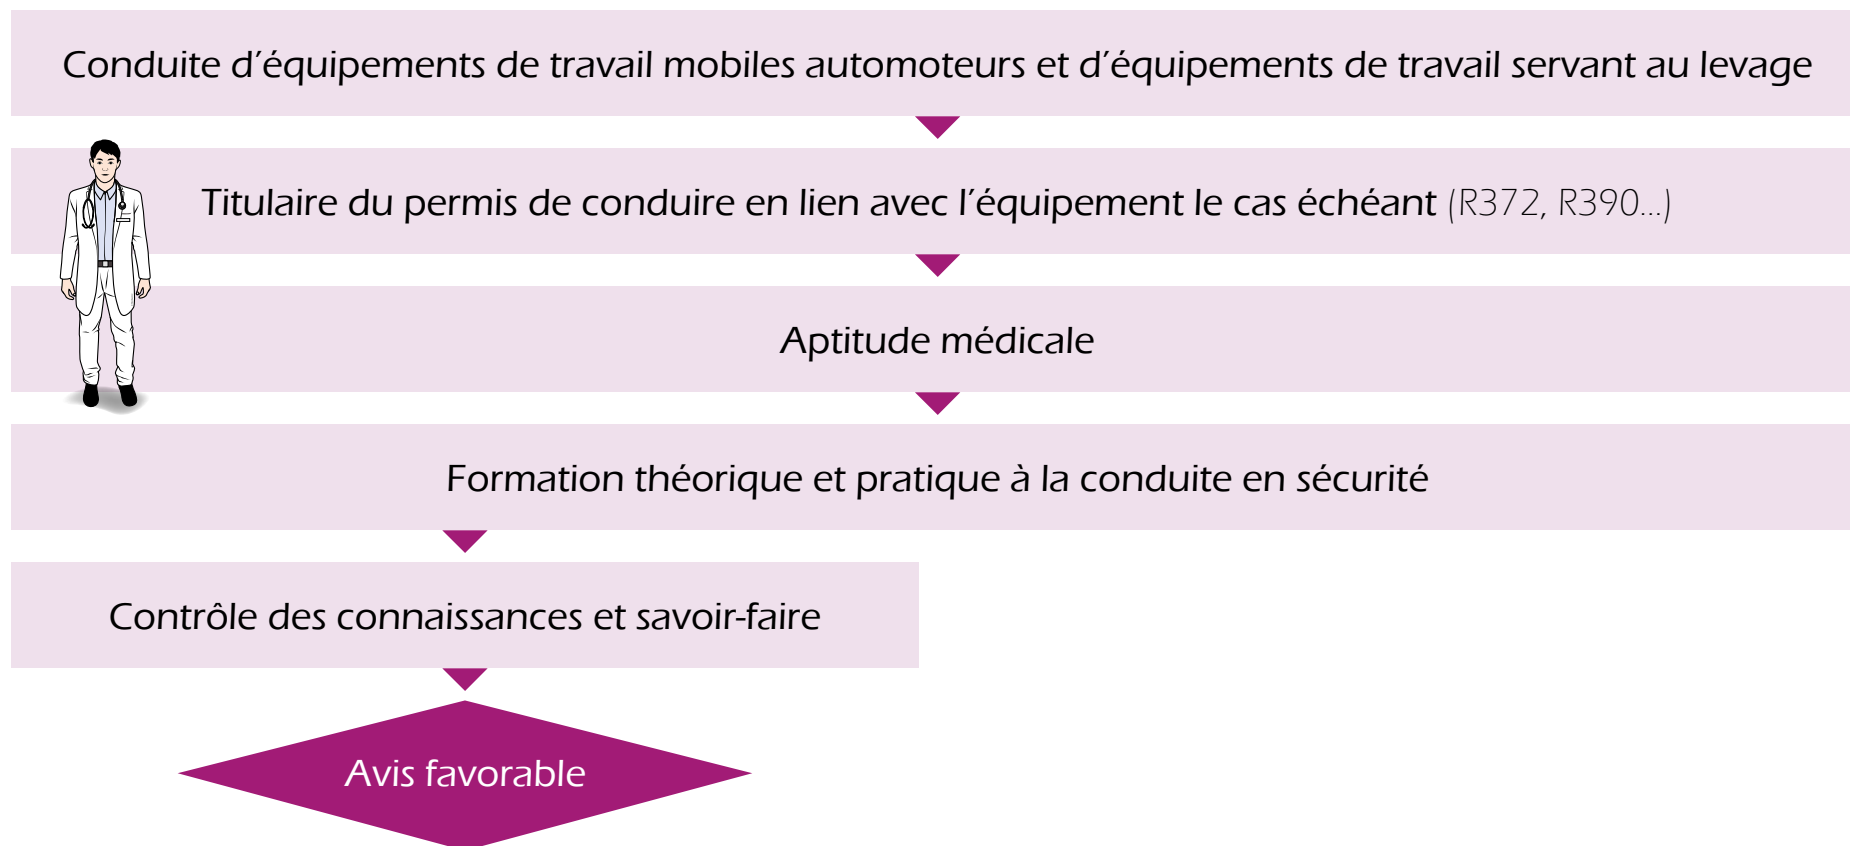 Conduite d’équipements de travail mobiles automoteurs et d’équipements de travail servant au levage
Titulaire du permis de conduire en lien avec l’équipement le cas échéant (R372, R390...)
Aptitude médicale
Formation théorique et pratique à la conduite en sécurité
Contrôle des connaissances et savoir-faire
Avis favorable